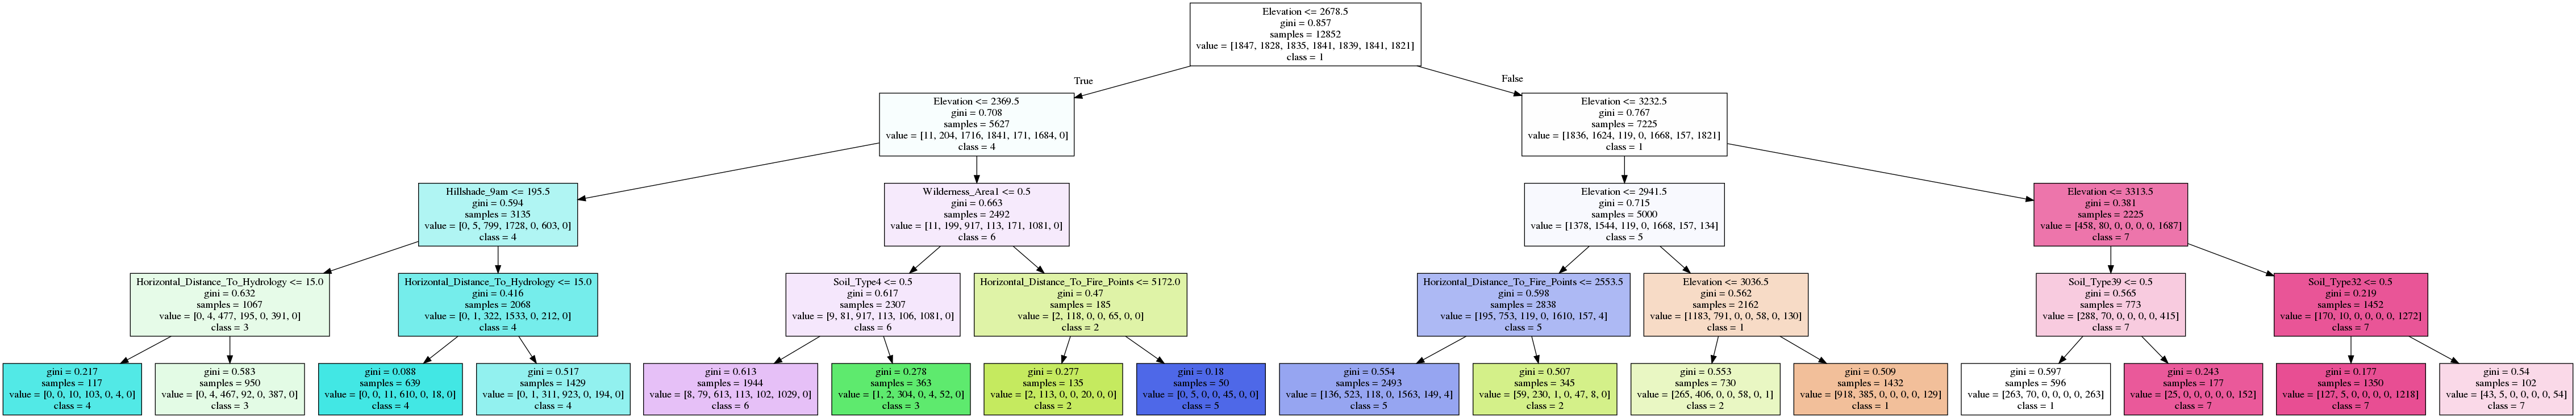 Elevation <= 2678.5
gini = 0.857
samples = 12852
value = [1847, 1828, 1835, 1841, 1839, 1841, 1821]
class = 1
True
False
Elevation <= 2369.5
gini = 0.708
samples = 5627
value = [11, 204, 1716, 1841, 171, 1684, 0]
class = 4
Elevation <= 3232.5
gini = 0.767
samples = 7225
value = [1836, 1624, 119, 0, 1668, 157, 1821]
class = 1
Hillshade_9am <= 195.5
gini = 0.594
samples = 3135
value = [0, 5, 799, 1728, 0, 603, 0]
class = 4
Wilderness_Area1 <= 0.5
gini = 0.663
samples = 2492
value = [11, 199, 917, 113, 171, 1081, 0]
class = 6
Elevation <= 2941.5
gini = 0.715
samples = 5000
value = [1378, 1544, 119, 0, 1668, 157, 134]
class = 5
Elevation <= 3313.5
gini = 0.381
samples = 2225
value = [458, 80, 0, 0, 0, 0, 1687]
class = 7
Horizontal_Distance_To_Hydrology <= 15.0
gini = 0.632
samples = 1067
value = [0, 4, 477, 195, 0, 391, 0]
class = 3
Horizontal_Distance_To_Hydrology <= 15.0
gini = 0.416
samples = 2068
value = [0, 1, 322, 1533, 0, 212, 0]
class = 4
Soil_Type4 <= 0.5
gini = 0.617
samples = 2307
value = [9, 81, 917, 113, 106, 1081, 0]
class = 6
Horizontal_Distance_To_Fire_Points <= 5172.0
gini = 0.47
samples = 185
value = [2, 118, 0, 0, 65, 0, 0]
class = 2
Horizontal_Distance_To_Fire_Points <= 2553.5
gini = 0.598
samples = 2838
value = [195, 753, 119, 0, 1610, 157, 4]
class = 5
Elevation <= 3036.5
gini = 0.562
samples = 2162
value = [1183, 791, 0, 0, 58, 0, 130]
class = 1
Soil_Type39 <= 0.5
gini = 0.565
samples = 773
value = [288, 70, 0, 0, 0, 0, 415]
class = 7
Soil_Type32 <= 0.5
gini = 0.219
samples = 1452
value = [170, 10, 0, 0, 0, 0, 1272]
class = 7
gini = 0.217
samples = 117
value = [0, 0, 10, 103, 0, 4, 0]
class = 4
gini = 0.583
samples = 950
value = [0, 4, 467, 92, 0, 387, 0]
class = 3
gini = 0.088
samples = 639
value = [0, 0, 11, 610, 0, 18, 0]
class = 4
gini = 0.517
samples = 1429
value = [0, 1, 311, 923, 0, 194, 0]
class = 4
gini = 0.613
samples = 1944
value = [8, 79, 613, 113, 102, 1029, 0]
class = 6
gini = 0.278
samples = 363
value = [1, 2, 304, 0, 4, 52, 0]
class = 3
gini = 0.277
samples = 135
value = [2, 113, 0, 0, 20, 0, 0]
class = 2
gini = 0.18
samples = 50
value = [0, 5, 0, 0, 45, 0, 0]
class = 5
gini = 0.554
samples = 2493
value = [136, 523, 118, 0, 1563, 149, 4]
class = 5
gini = 0.507
samples = 345
value = [59, 230, 1, 0, 47, 8, 0]
class = 2
gini = 0.553
samples = 730
value = [265, 406, 0, 0, 58, 0, 1]
class = 2
gini = 0.509
samples = 1432
value = [918, 385, 0, 0, 0, 0, 129]
class = 1
gini = 0.597
samples = 596
value = [263, 70, 0, 0, 0, 0, 263]
class = 1
gini = 0.243
samples = 177
value = [25, 0, 0, 0, 0, 0, 152]
class = 7
gini = 0.177
samples = 1350
value = [127, 5, 0, 0, 0, 0, 1218]
class = 7
gini = 0.54
samples = 102
value = [43, 5, 0, 0, 0, 0, 54]
class = 7